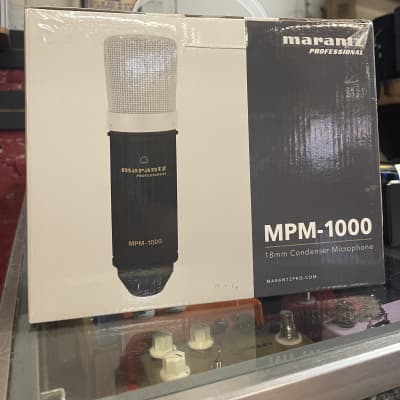 marantz
PROFESSIONAL
marantz
PROFESSIONAL
MPM-1000
MPM-1000
18mm Condenser Microphone
MARANTZPRO.COM